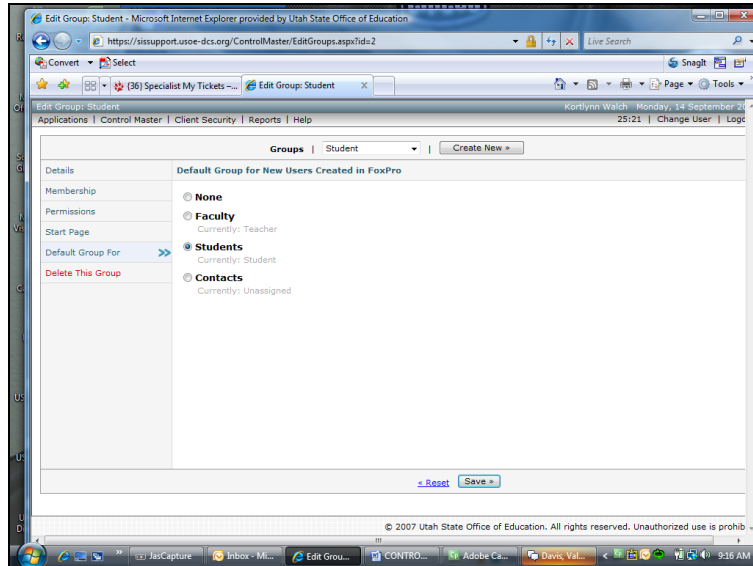 Edit Group: Student - Microsoft Internet Explorer provided by Utah State Office of Education
https://sissupport.usoe-dcs.org/ControlMaster/EditGroups.aspx?id=2
Live Search
Convert Select
SnagIt
(36) Specialist My Tickets –... Edit Group: Student x
Page Tools
Edit Group: Student Kortlynn Walch Monday, 14 September 20
Applications | Control Master | Client Security | Reports | Help 25:21 | Change User | Logo
Groups | Student | Create New »
Details
Default Group for New Users Created in FoxPro
Membership
Permissions
Start Page
Default Group For >>
Delete This Group
None
Faculty
Currently: Teacher
Students
Currently: Student
Contacts
Currently: Unassigned
« Reset Save »
© 2007 Utah State Office of Education. All rights reserved. Unauthorized use is prohib
JasCapture Inbox - Mi... Edit Grou... CONTRO... Adobe Ca... Davis, Val... 9:16 AM